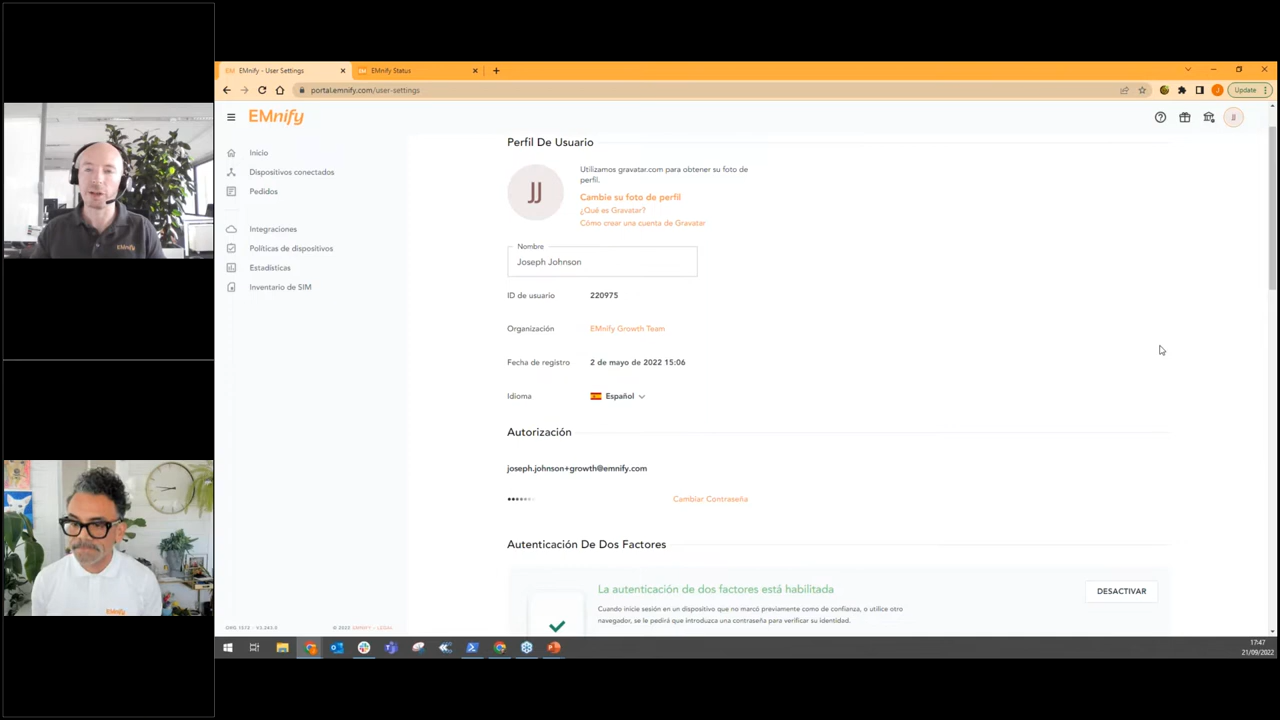 EMnify - User Settings
EMnify Status
portal.emnify.com/user-settings
Update
EMnify
JJ
Inicio
Dispositivos conectados
Pedidos
Integraciones
Políticas de dispositivos
Estadísticas
Inventario de SIM
Perfil De Usuario
JJ
Utilizamos gravatar.com para obtener su foto de
perfil.
Cambie su foto de perfil
¿Qué es Gravatar?
Cómo crear una cuenta de Gravatar
Nombre
Joseph Johnson
ID de usuario 220975
Organización EMnify Growth Team
Fecha de registro 2 de mayo de 2022 15:06
Idioma Español
Autorización
joseph.johnson+growth@emnify.com
Cambiar Contraseña
Autenticación De Dos Factores
La autenticación de dos factores está habilitada
DESACTIVAR
Cuando inicie sesión en un dispositivo que no marcó previamente como de confianza, o utilice otro
navegador, se le pedirá que introduzca una contraseña para verificar su identidad.
17:47
21/09/2022
EMnify
EMnify